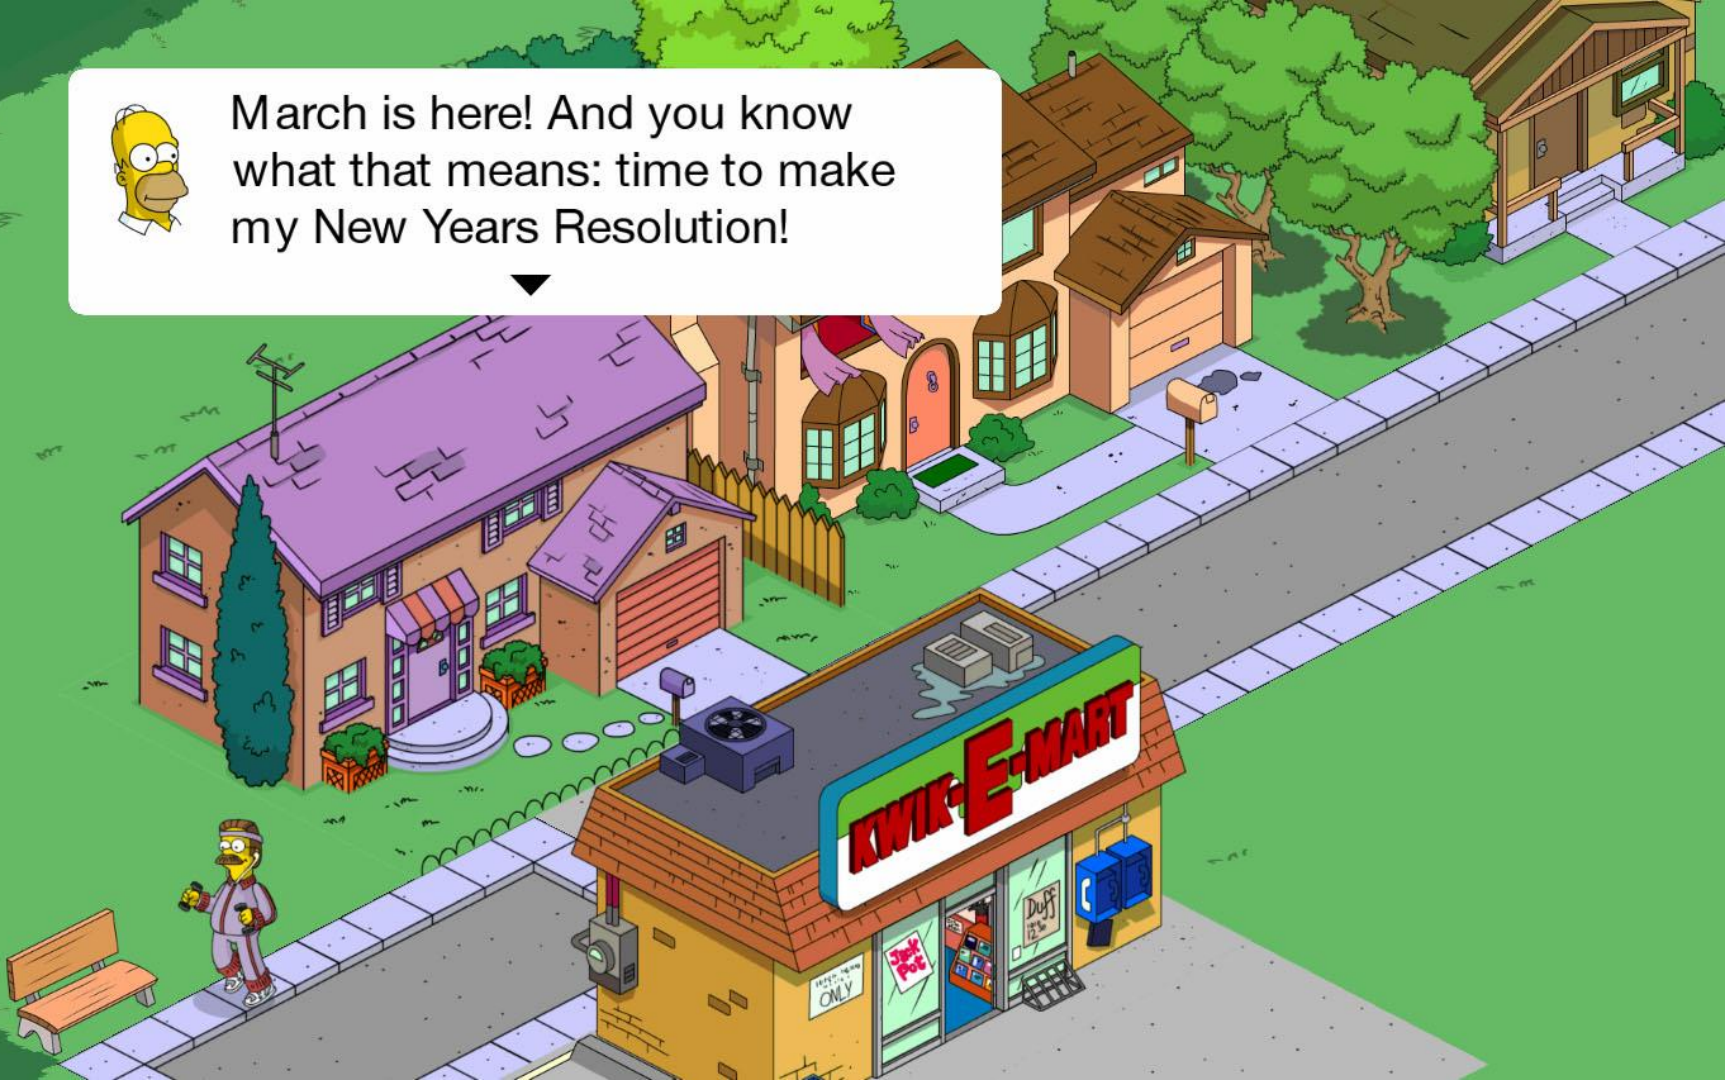 March is here! And you know
what that means: time to make
my New Years Resolution!
KWIK-E-MART
Duff
Jack
Pot
ONLY